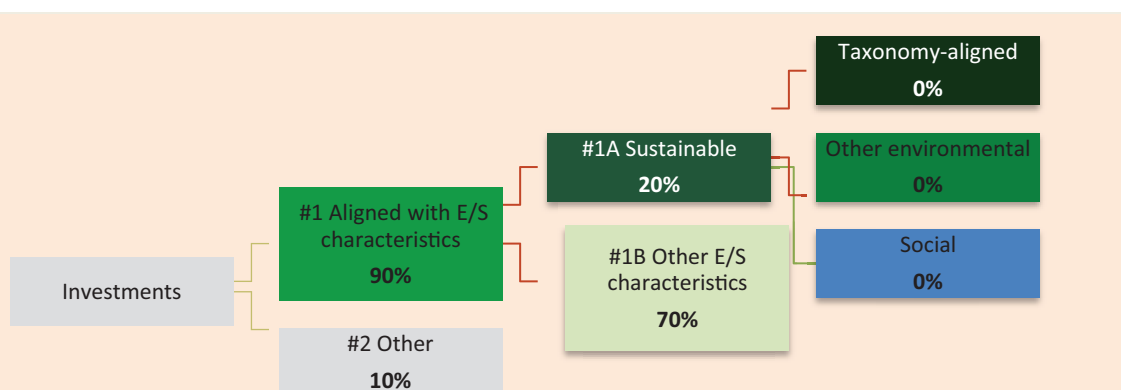 Investments
#1 Aligned with E/S
characteristics
90%
#2 Other
10%
#1A Sustainable
20%
#1B Other E/S
characteristics
70%
Taxonomy-aligned
0%
Other environmental
0%
Social
0%